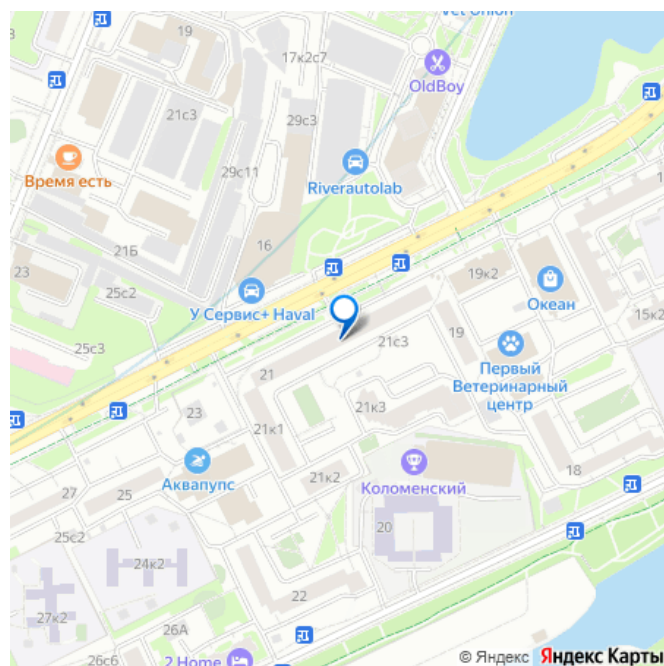 Vet Union
19
17к2с7
OldBoy
21с3
29с3
29с11
Время есть
Riverautolab
21Б
16
23
25с2
19к2
Океан
У Сервис+ Haval
15к2
25с3
21с3
19
Первый
Ветеринарный
центр
21
21к3
23
21к1
Аквапупс
Коломенский
21к2
18
27
25
20
25с2
24к2
22
27к2
26А
26с6
2 Home
© Яндекс Яндекс Карты